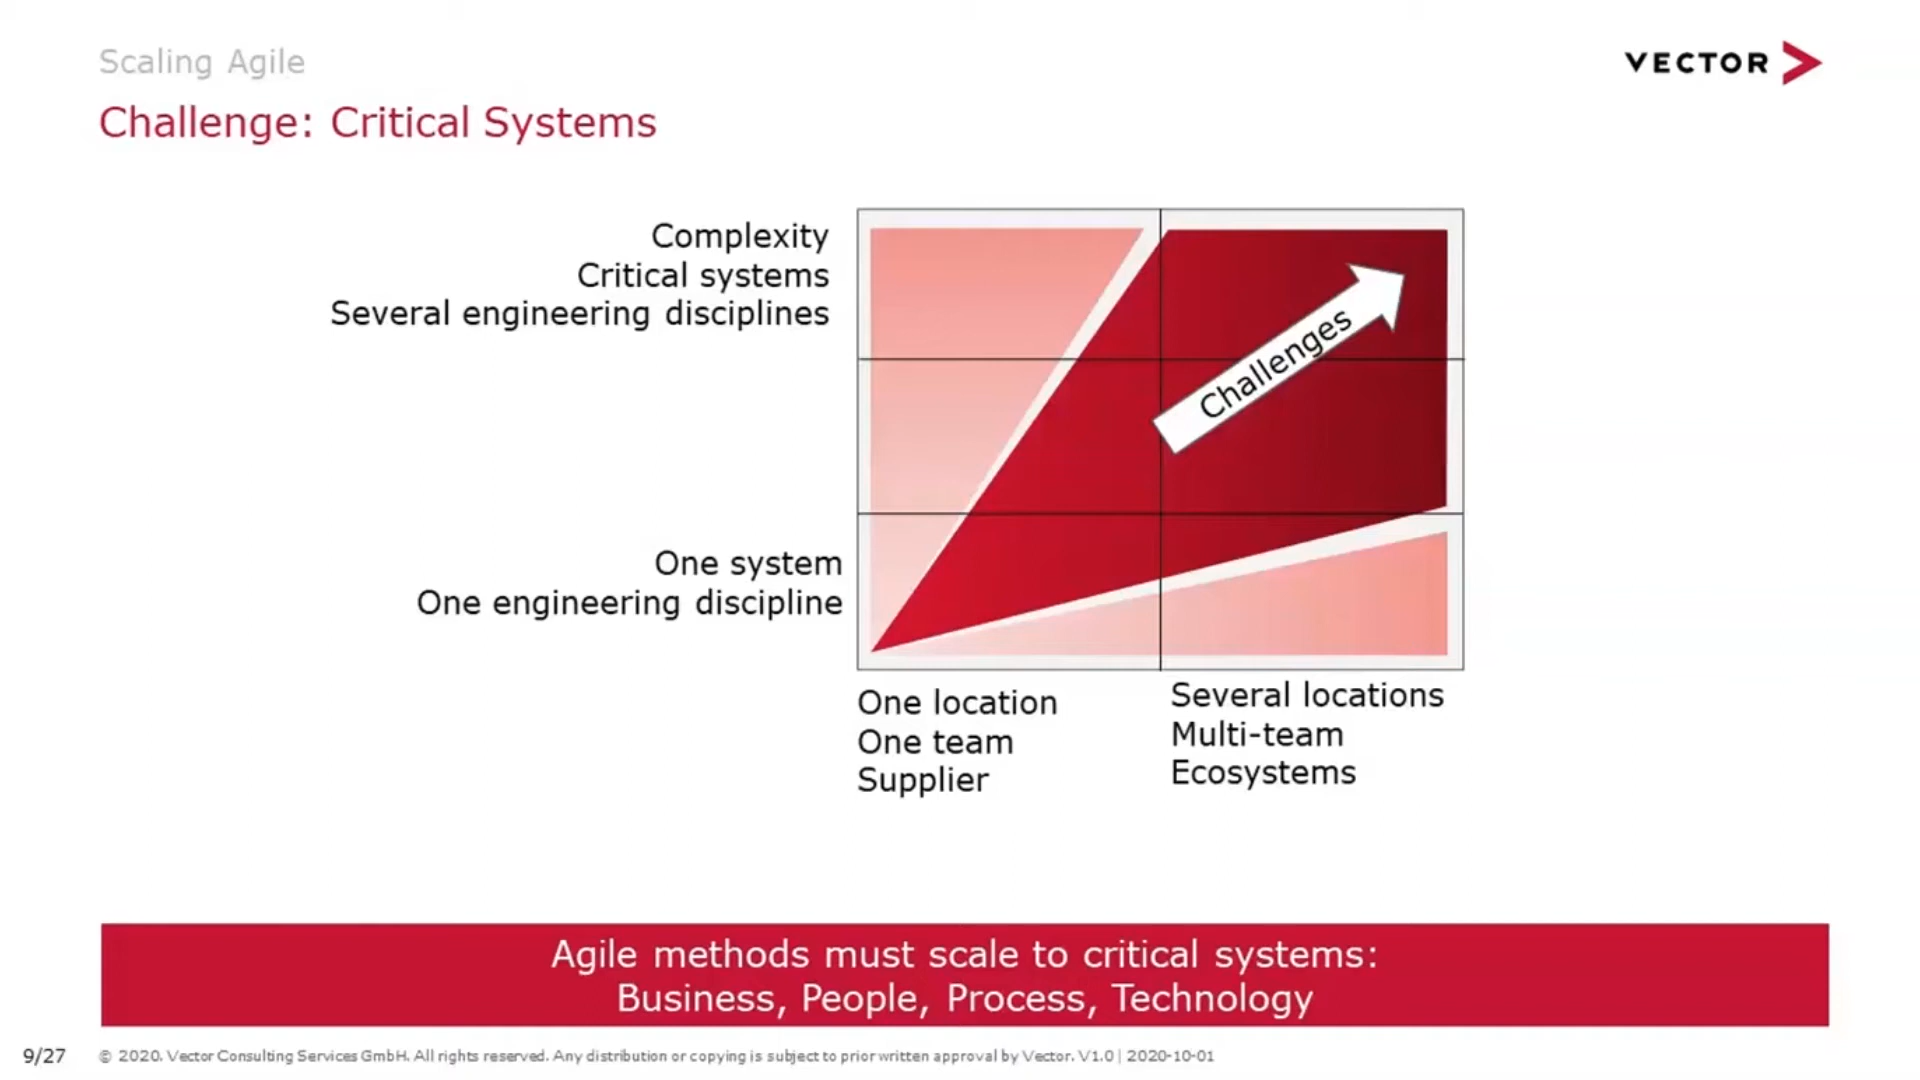 Scaling Agile
VECTOR
Challenge: Critical Systems
Complexity
Critical systems
Several engineering disciplines
Challenges
One system
One engineering discipline
One location
One team
Supplier
Several locations
Multi-team
Ecosystems
Agile methods must scale to critical systems:
Business, People, Process, Technology
9/27
© 2020. Vector Consulting Services GmbH. All rights reserved. Any distribution or copying is subject to prior written approval by Vector. V1.0 | 2020-10-01